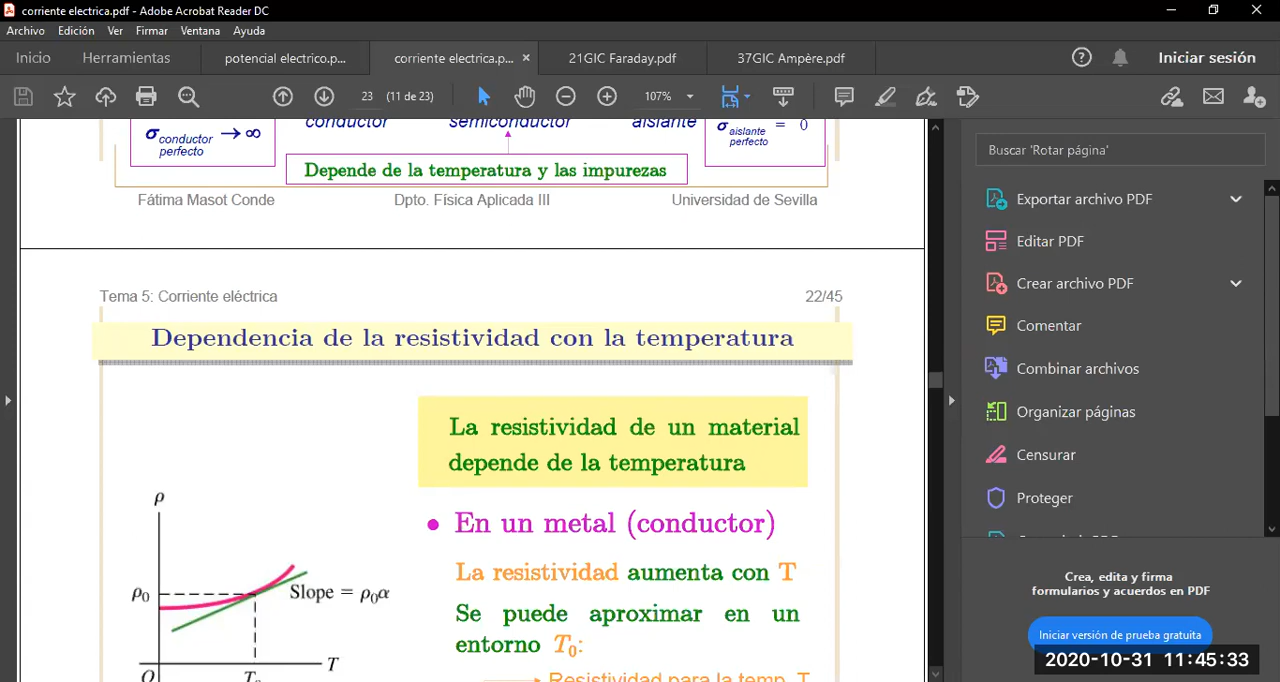 corriente electrica.pdf - Adobe Acrobat Reader DC
Archivo Edición Ver Firmar Ventana Ayuda
Inicio Herramientas potencial electrico.p... corriente electrica.p... × 21GIC Faraday.pdf 37GIC Ampère.pdf Iniciar sesión
23 (11 de 23) 107%
conductor semiconductor aislante
σ conductor perfecto → ∞
σ aislante perfecto = 0
Depende de la temperatura y las impurezas
Fátima Masot Conde Dpto. Física Aplicada III Universidad de Sevilla
Tema 5: Corriente eléctrica 22/45
Dependencia de la resistividad con la temperatura
La resistividad de un material
depende de la temperatura
ρ
ρ0
Slope = ρ0α
T
O
• En un metal (conductor)
La resistividad aumenta con T
Se puede aproximar en un
entorno T0:
Resistividad para la temp. T
Buscar 'Rotar página'
Exportar archivo PDF
Editar PDF
Crear archivo PDF
Comentar
Combinar archivos
Organizar páginas
Censurar
Proteger
Crea, edita y firma
formularios y acuerdos en PDF
Iniciar versión de prueba gratuita
2020-10-31 11:45:33